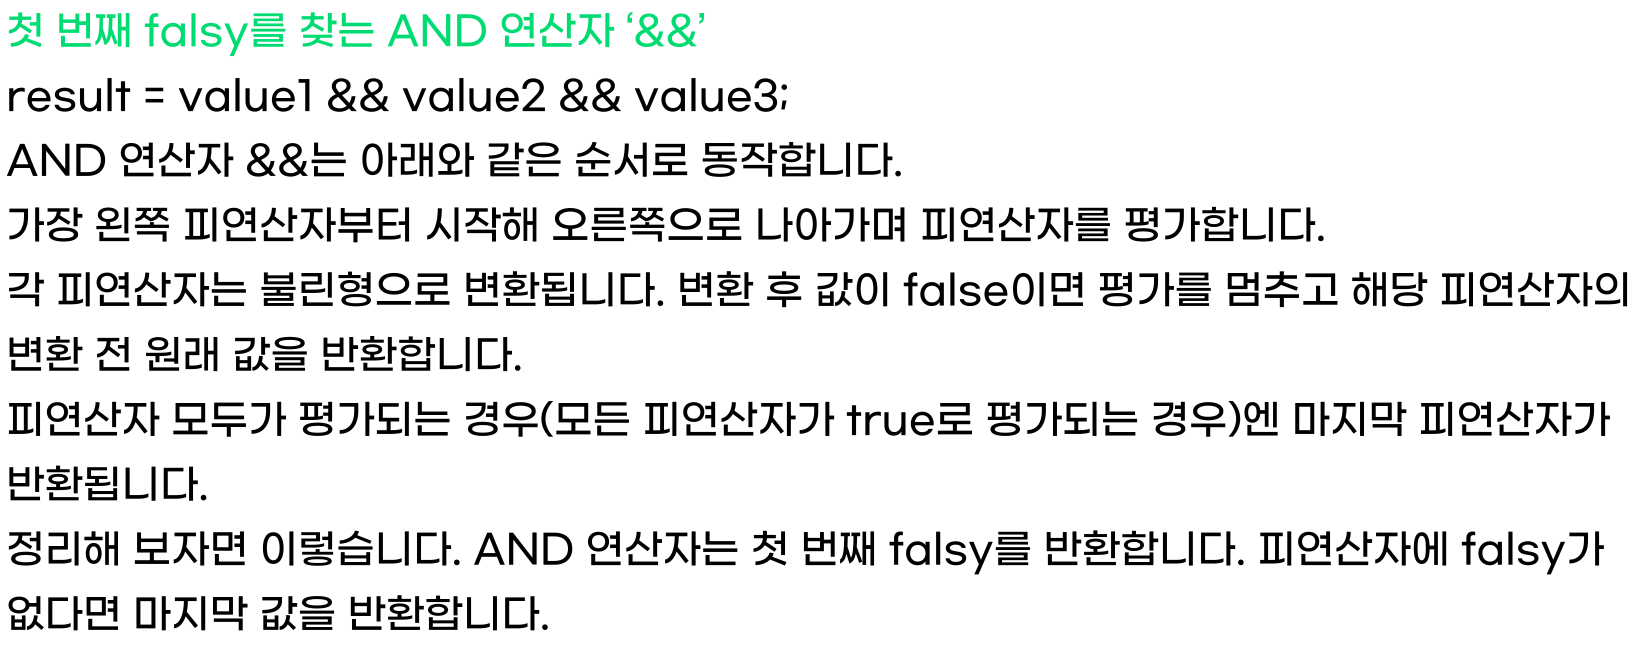 첫 번째 falsy를 찾는 AND 연산자 ‘&&’
result = value1 && value2 && value3;
AND 연산자 &&는 아래와 같은 순서로 동작합니다.
가장 왼쪽 피연산자부터 시작해 오른쪽으로 나아가며 피연산자를 평가합니다.
각 피연산자는 불린형으로 변환됩니다. 변환 후 값이 false이면 평가를 멈추고 해당 피연산자의
변환 전 원래 값을 반환합니다.
피연산자 모두가 평가되는 경우(모든 피연산자가 true로 평가되는 경우)엔 마지막 피연산자가
반환됩니다.
정리해 보자면 이렇습니다. AND 연산자는 첫 번째 falsy를 반환합니다. 피연산자에 falsy가
없다면 마지막 값을 반환합니다.